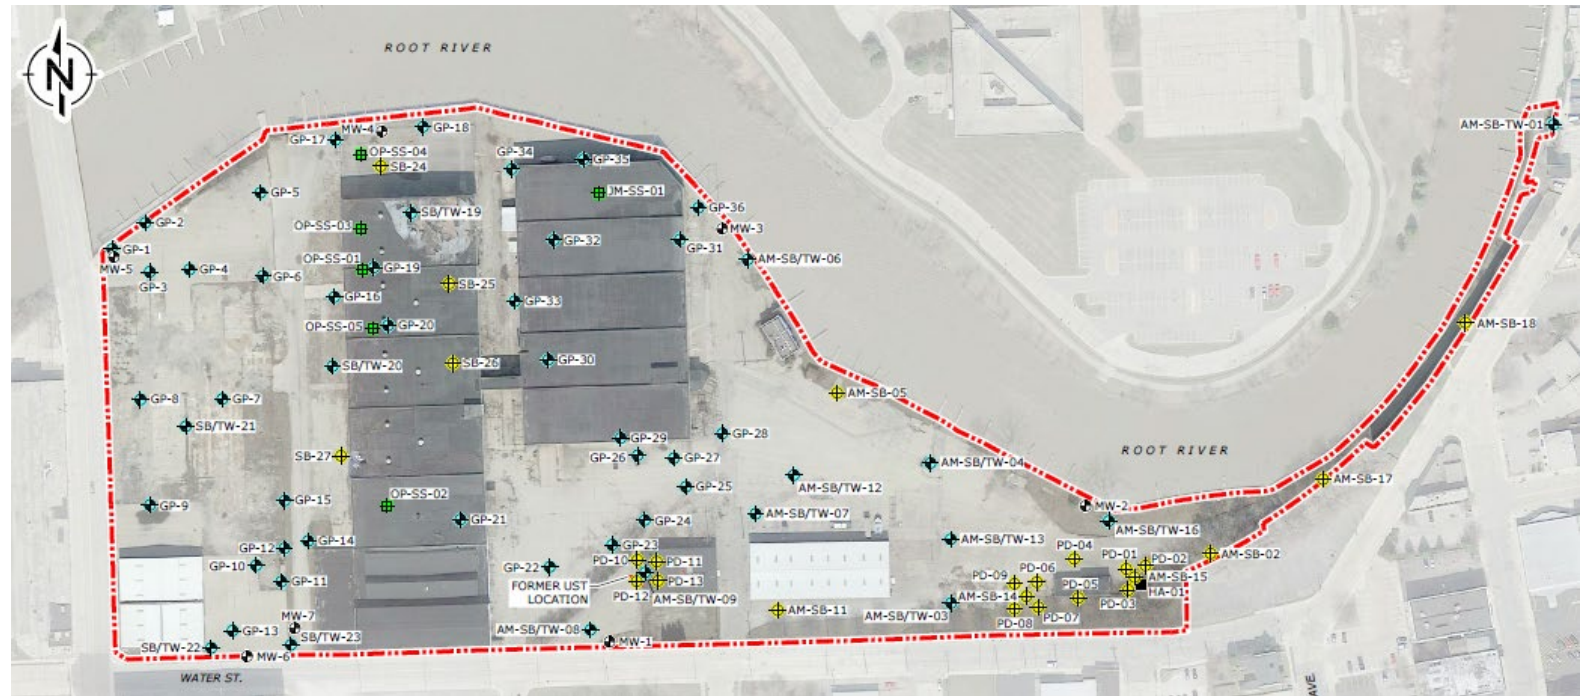 N
ROOT RIVER
MW-4
GP-18
GP-17
OP-SS-04
SB-24
GP-34
GP-35
AM-SB-TW-01
GP-5
JM-SS-01
GP-2
SB/TW-19
GP-36
OP-SS-03
MW-3
GP-1
GP-32
GP-31
MW-5
GP-3
GP-4
GP-6
OP-SS-01
GP-19
AM-SB/TW-06
SB-25
GP-16
GP-33
OP-SS-05
GP-20
AM-SB-18
SB/TW-20
SB-26
GP-30
AM-SB-05
GP-8
GP-7
SB/TW-21
GP-29
GP-28
ROOT RIVER
SB-27
GP-26
GP-27
AM-SB/TW-04
AM-SB/TW-12
AM-SB-17
GP-25
GP-9
GP-15
OP-SS-02
MW-2
AM-SB/TW-07
GP-21
GP-24
AM-SB/TW-16
GP-14
GP-12
GP-23
AM-SB/TW-13
AM-SB-02
GP-10
GP-22
PD-10
PD-11
PD-04
PD-01
PD-02
GP-11
FORMER UST
LOCATION
PD-13
PD-12
AM-SB/TW-09
PD-09
PD-06
PD-05
AM-SB-15
HA-01
AM-SB-14
PD-03
AM-SB-11
AM-SB/TW-03
PD-08
PD-07
MW-7
GP-13
AM-SB/TW-08
MW-1
SB/TW-23
SB/TW-22
MW-6
WATER ST.
AVE